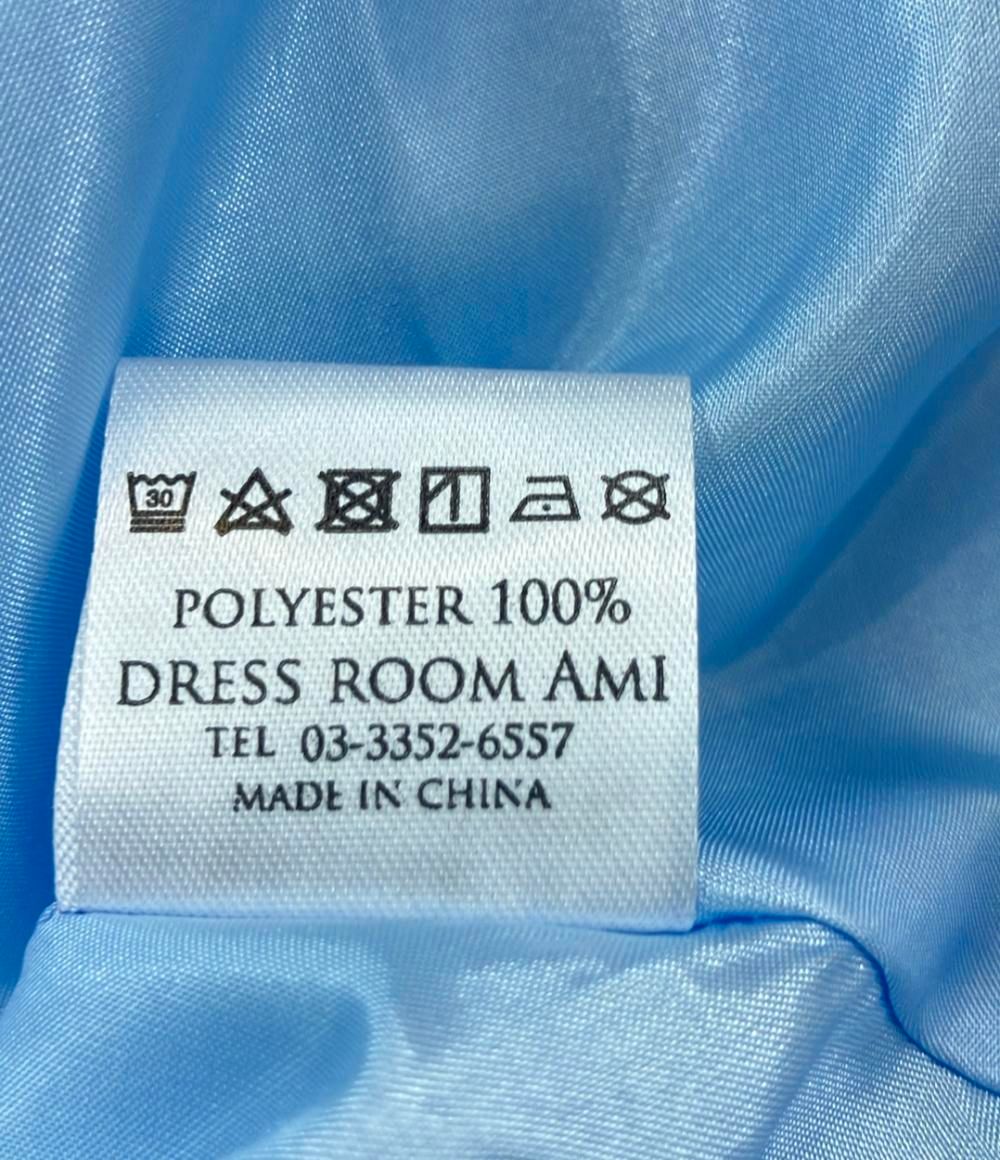 30
POLYESTER 100%
DRESS ROOM AMI
TEL 03-3352-6557
MADE IN CHINA